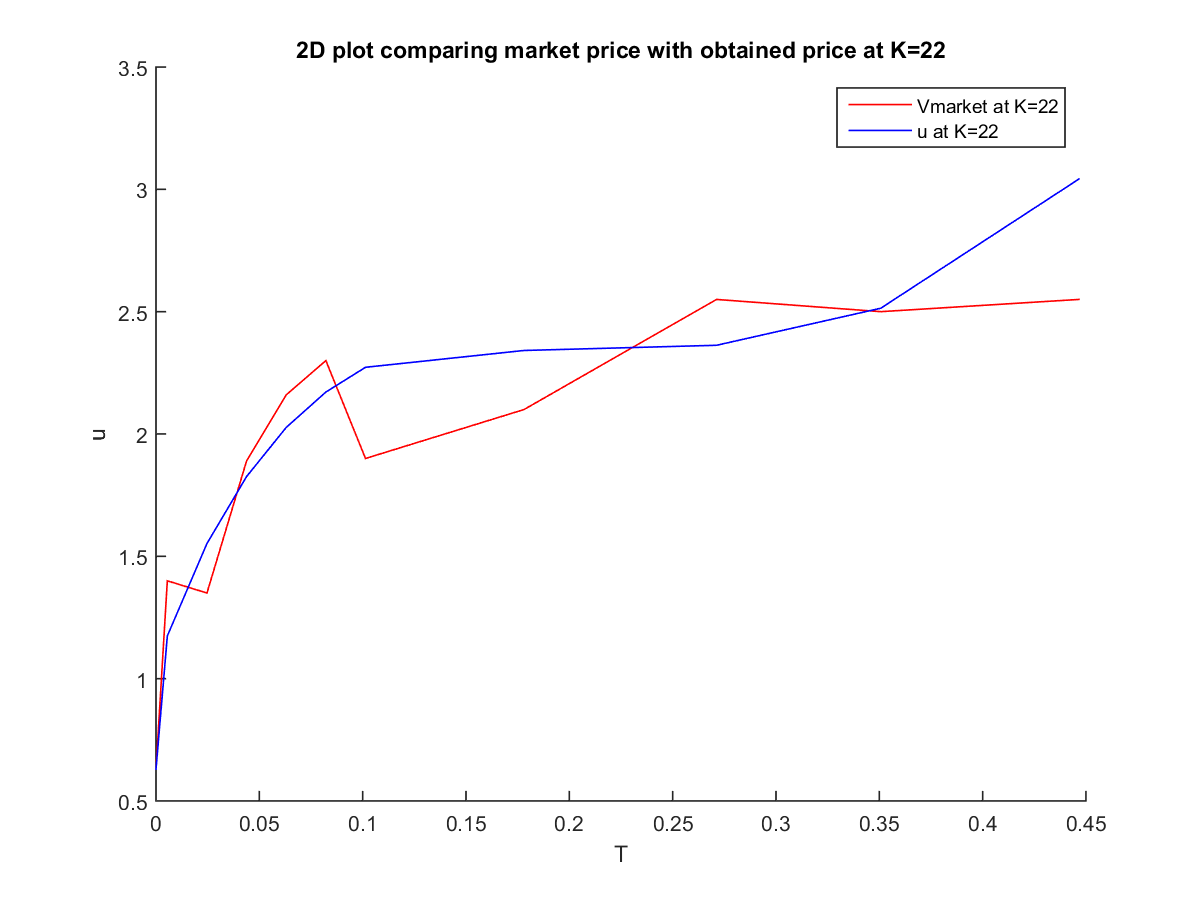 2D plot comparing market price with obtained price at K=22
Vmarket at K=22
u at K=22
3.5
3
2.5
2
1.5
1
0.5
u
0 0.05 0.1 0.15 0.2 0.25 0.3 0.35 0.4 0.45
T